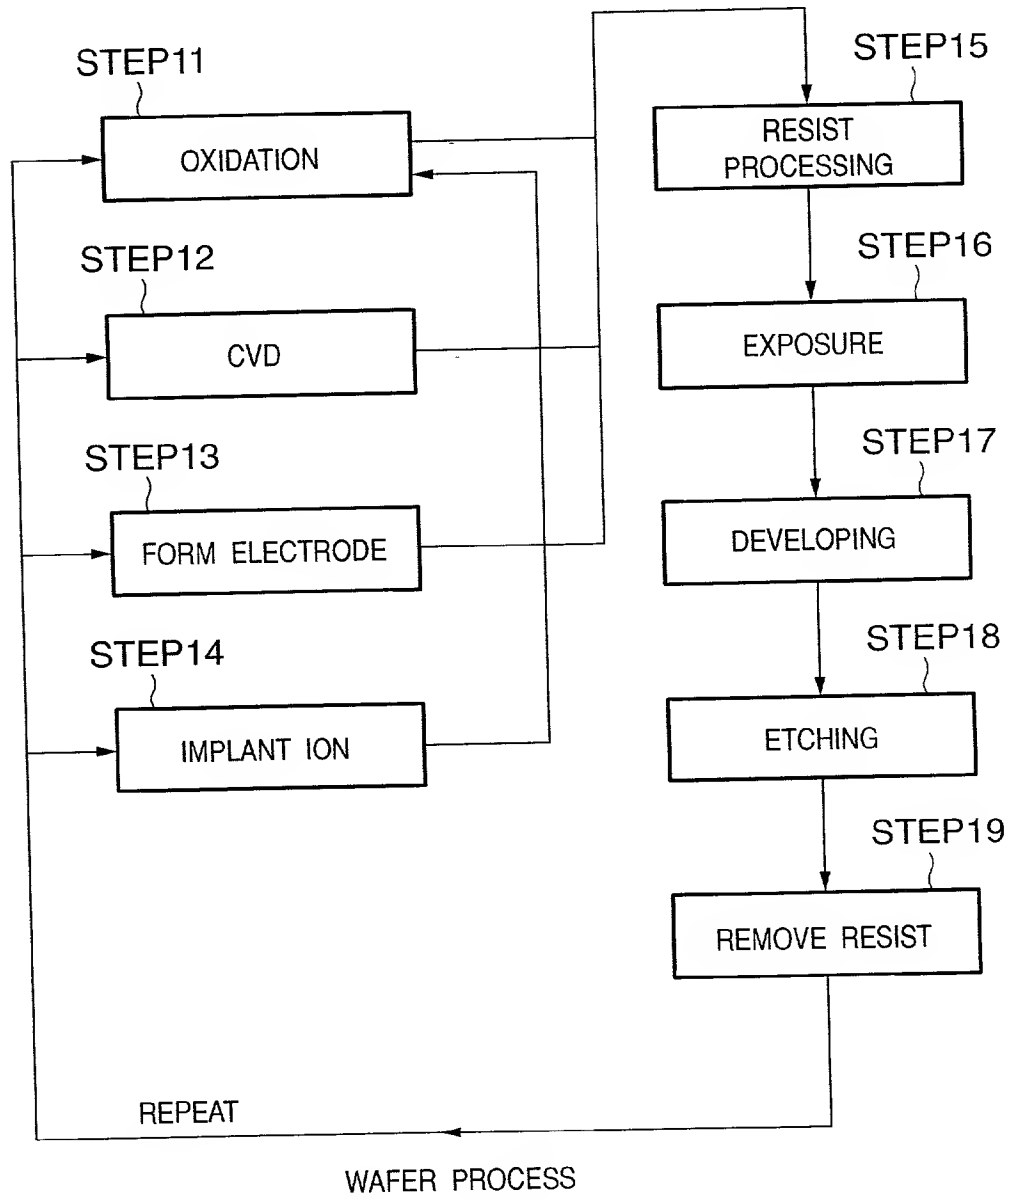 STEP11
OXIDATION
STEP12
CVD
STEP13
FORM ELECTRODE
STEP14
IMPLANT ION
STEP15
RESIST
PROCESSING
STEP16
EXPOSURE
STEP17
DEVELOPING
STEP18
ETCHING
STEP19
REMOVE RESIST
REPEAT
WAFER PROCESS